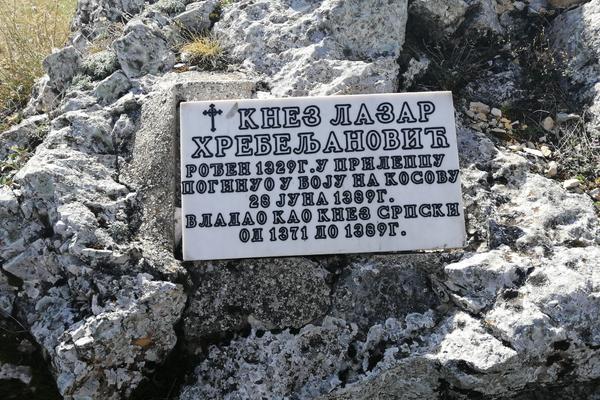 КНЕЗ ЛАЗАР
ХРЕБЕЉАНОВИЋ
РОЂЕН 1329Г. У ПРИЛЕПЦУ
ПОГИНУО У БОЈУ НА КОСОВУ
28 ЈУНА 1389Г.
ВЛАДАО КАО КНЕЗ СРПСКИ
ОД 1371 ДО 1389Г.